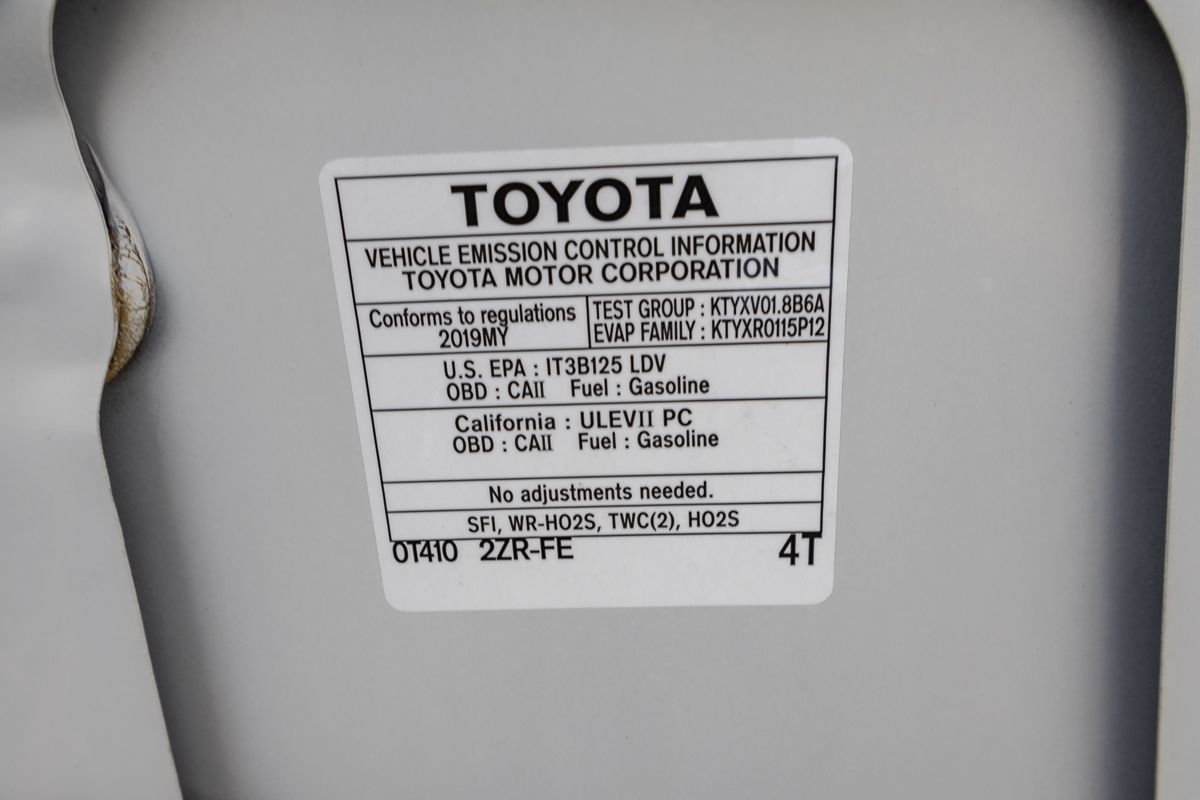 TOYOTA
VEHICLE EMISSION CONTROL INFORMATION
TOYOTA MOTOR CORPORATION
Conforms to regulations
2019MY
TEST GROUP : KTYXV01.8B6A
EVAP FAMILY : KTYXR0115P12
U.S. EPA : IT3B125 LDV
OBD : CAII Fuel : Gasoline
California : ULEVII PC
OBD : CAII Fuel : Gasoline
No adjustments needed.
SFI, WR-HO2S, TWC(2), HO2S
0T410 2ZR-FE 4T